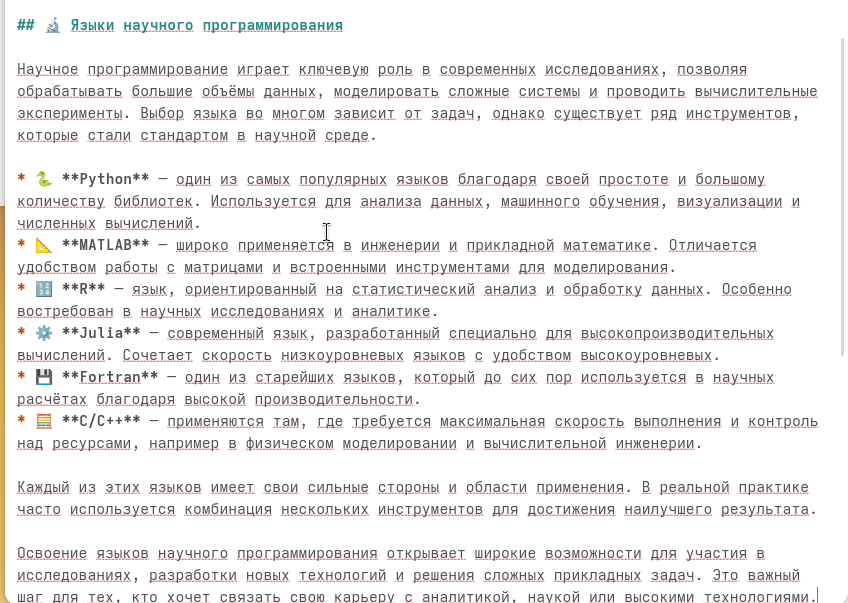 ## 🔬 Языки научного программирования
Научное программирование играет ключевую роль в современных исследованиях, позволяя
обрабатывать большие объёмы данных, моделировать сложные системы и проводить вычислительные
эксперименты. Выбор языка во многом зависит от задач, однако существует ряд инструментов,
которые стали стандартом в научной среде.
* 🐍 **Python** — один из самых популярных языков благодаря своей простоте и большому
количеству библиотек. Используется для анализа данных, машинного обучения, визуализации и
численных вычислений.
* 📐 **MATLAB** — широко применяется в инженерии и прикладной математике. Отличается
удобством работы с матрицами и встроенными инструментами для моделирования.
* 🔢 **R** — язык, ориентированный на статистический анализ и обработку данных. Особенно
востребован в научных исследованиях и аналитике.
* ⚙️ **Julia** — современный язык, разработанный специально для высокопроизводительных
вычислений. Сочетает скорость низкоуровневых языков с удобством высокоуровневых.
* 💾 **Fortran** — один из старейших языков, который до сих пор используется в научных
расчётах благодаря высокой производительности.
* 🧮 **C/C++** — применяются там, где требуется максимальная скорость выполнения и контроль
над ресурсами, например в физическом моделировании и вычислительной инженерии.
Каждый из этих языков имеет свои сильные стороны и области применения. В реальной практике
часто используется комбинация нескольких инструментов для достижения наилучшего результата.
Освоение языков научного программирования открывает широкие возможности для участия в
исследованиях, разработки новых технологий и решения сложных прикладных задач. Это важный
шаг для тех, кто хочет связать свою карьеру с аналитикой, наукой или высокими технологиями.